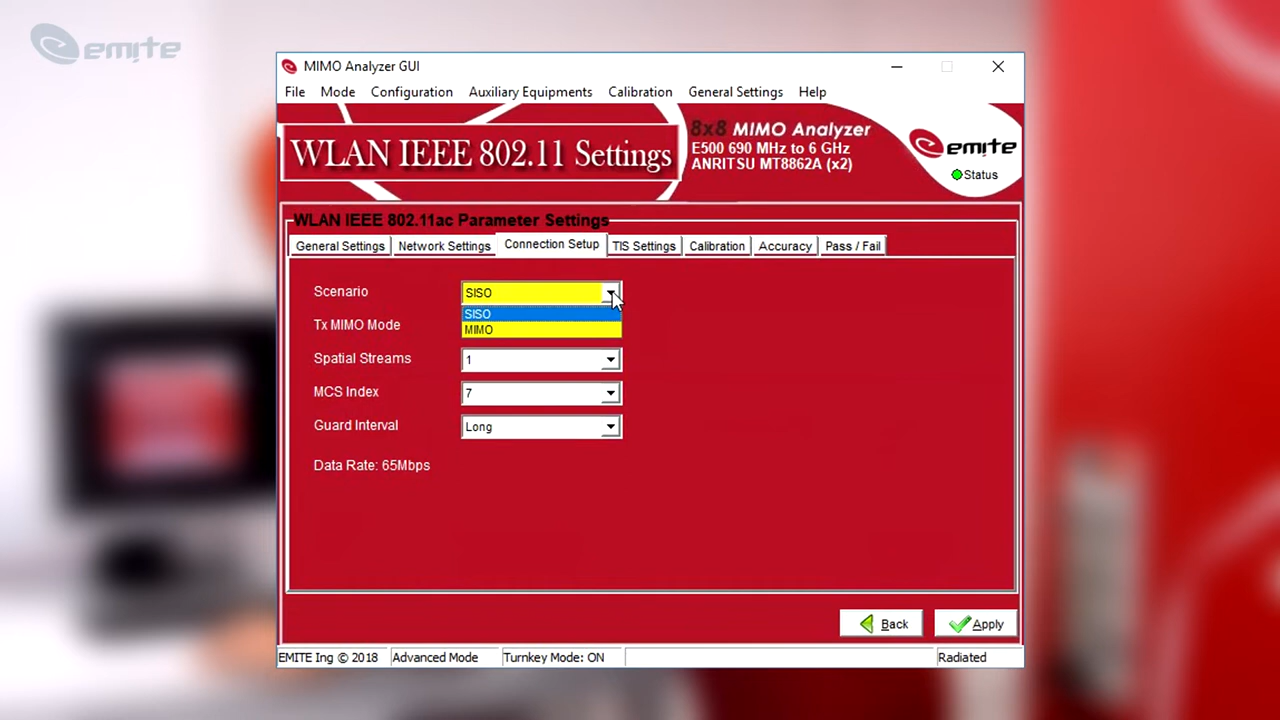 emite
MIMO Analyzer GUI
File Mode Configuration Auxiliary Equipments Calibration General Settings Help
WLAN IEEE 802.11 Settings
8x8 MIMO Analyzer
E500 690 MHz to 6 GHz
ANRITSU MT8862A (x2)
emite
Status
WLAN IEEE 802.11ac Parameter Settings
General Settings Network Settings Connection Setup TIS Settings Calibration Accuracy Pass / Fail
Scenario SISO
SISO
MIMO
Tx MIMO Mode
Spatial Streams 1
MCS Index 7
Guard Interval Long
Data Rate: 65Mbps
Back Apply
EMITE Ing © 2018 Advanced Mode Turnkey Mode: ON Radiated